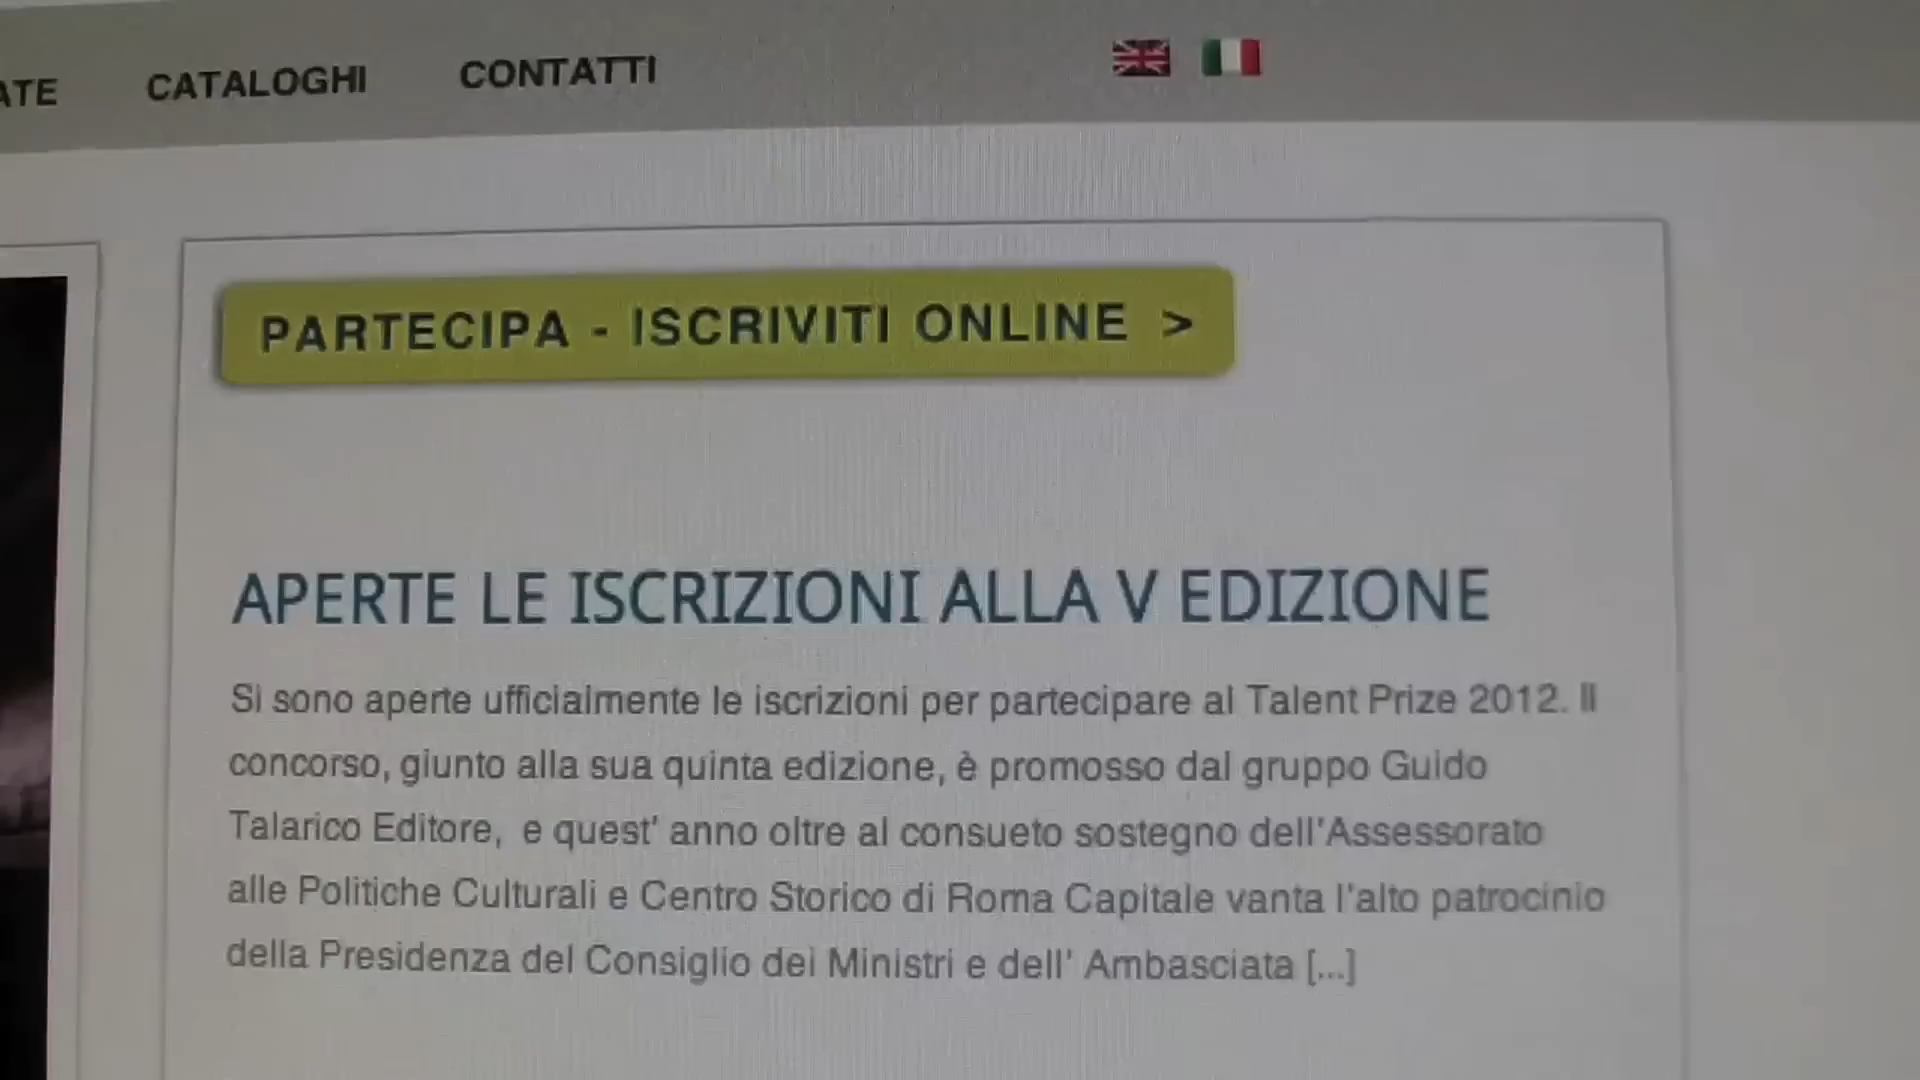 ATE CATALOGHI CONTATTI
PARTECIPA - ISCRIVITI ONLINE >
APERTE LE ISCRIZIONI ALLA V EDIZIONE
Si sono aperte ufficialmente le iscrizioni per partecipare al Talent Prize 2012. Il
concorso, giunto alla sua quinta edizione, è promosso dal gruppo Guido
Talarico Editore, e quest' anno oltre al consueto sostegno dell'Assessorato
alle Politiche Culturali e Centro Storico di Roma Capitale vanta l'alto patrocinio
della Presidenza del Consiglio dei Ministri e dell' Ambasciata [...]